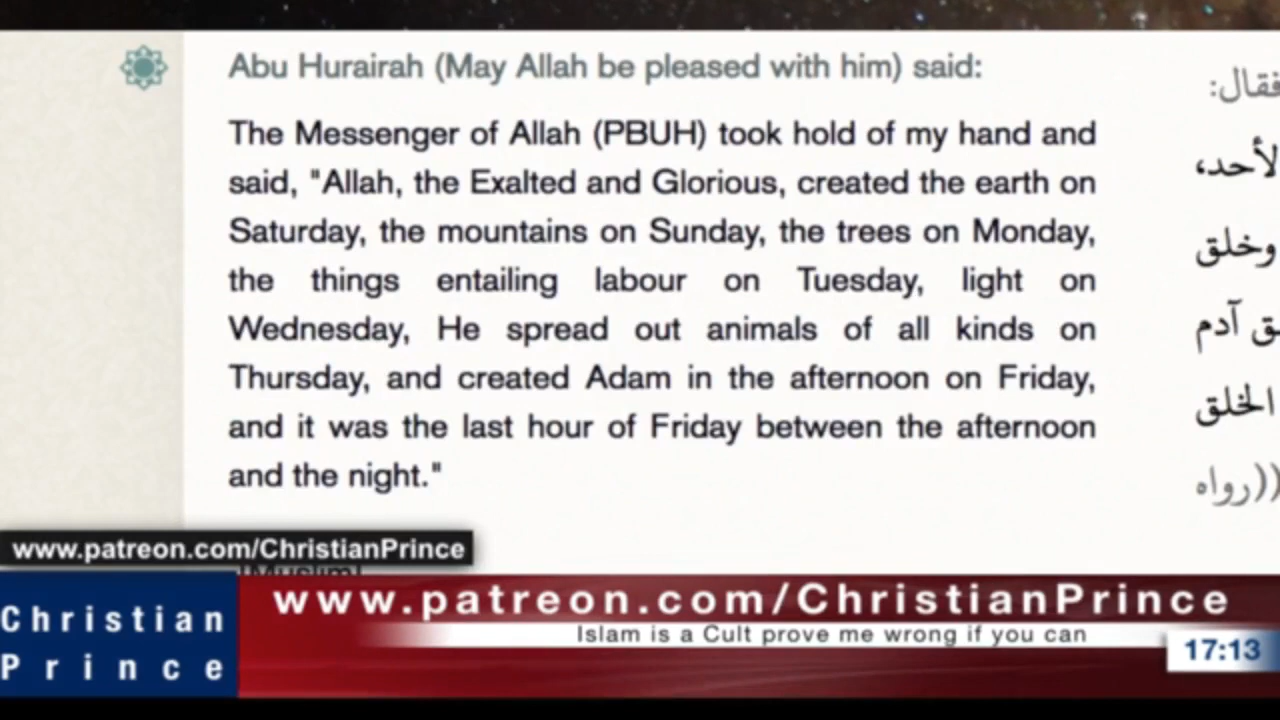 Abu Hurairah (May Allah be pleased with him) said:
The Messenger of Allah (PBUH) took hold of my hand and
said, "Allah, the Exalted and Glorious, created the earth on
Saturday, the mountains on Sunday, the trees on Monday,
the things entailing labour on Tuesday, light on
Wednesday, He spread out animals of all kinds on
Thursday, and created Adam in the afternoon on Friday,
and it was the last hour of Friday between the afternoon
and the night."
فقال:
لأحد،
وخلق
آدم
الخلق
((رواه
www.patreon.com/ChristianPrince
[Muslim]
Christian
Prince
www.patreon.com/ChristianPrince
Islam is a Cult prove me wrong if you can
17:13